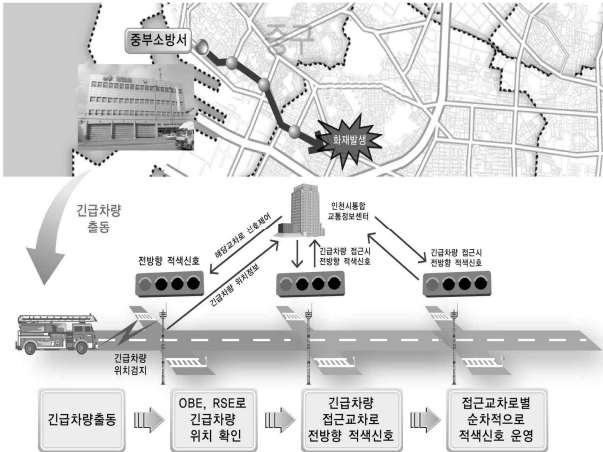 중구
중부소방서
화재발생
긴급차량
출동
인천시통합
교통정보센터
해당교차로 신호제어
긴급차량 위치정보
전방향 적색신호
긴급차량 접근시
전방향 적색신호
긴급차량 접근시
전방향 적색신호
긴급차량
위치검지
긴급차량출동
OBE, RSE로
긴급차량
위치 확인
긴급차량
접근교차로
전방향 적색신호
접근교차로별
순차적으로
적색신호 운영